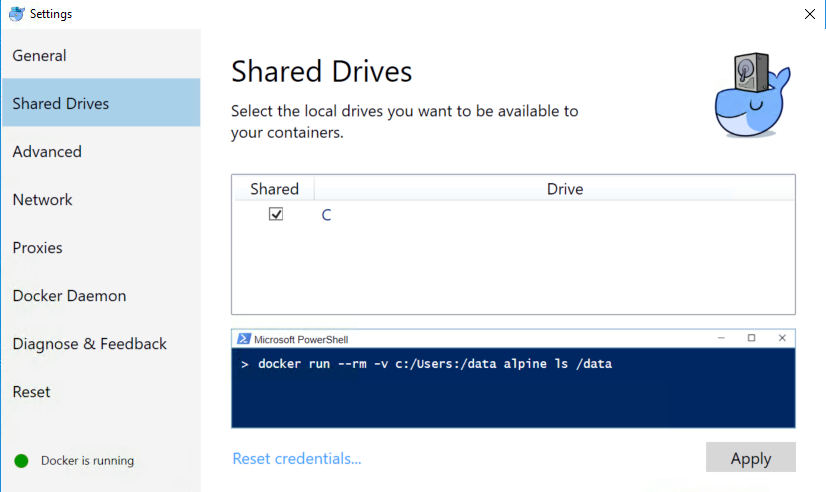 Settings
General
Shared Drives
Advanced
Network
Proxies
Docker Daemon
Diagnose & Feedback
Reset
Docker is running
Shared Drives
Select the local drives you want to be available to
your containers.
Shared Drive
C
Microsoft PowerShell
> docker run --rm -v c:/Users:/data alpine ls /data
Reset credentials...
Apply